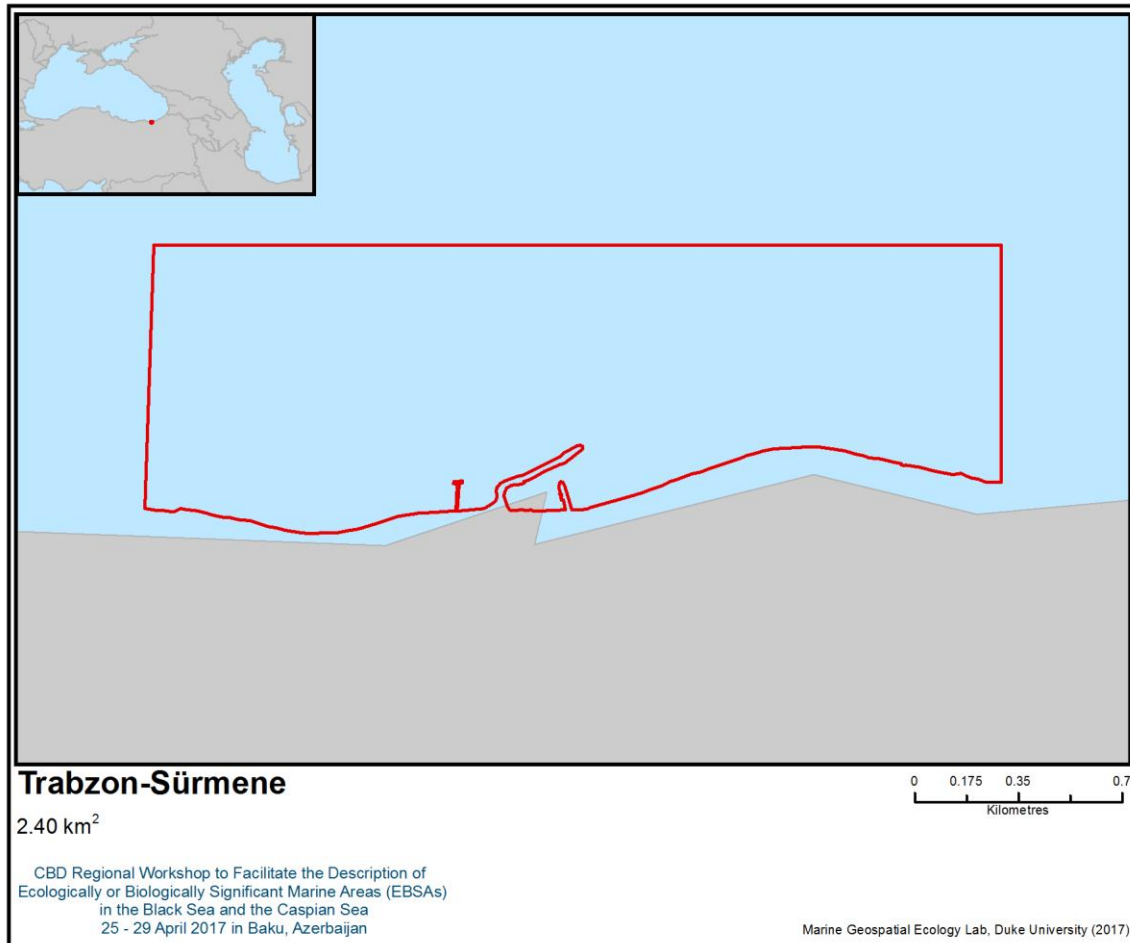 Trabzon-Sürmene
2.40 km²
0 0.175 0.35 0.7
Kilometres
CBD Regional Workshop to Facilitate the Description of
Ecologically or Biologically Significant Marine Areas (EBSAs)
in the Black Sea and the Caspian Sea
25 - 29 April 2017 in Baku, Azerbaijan
Marine Geospatial Ecology Lab, Duke University (2017)